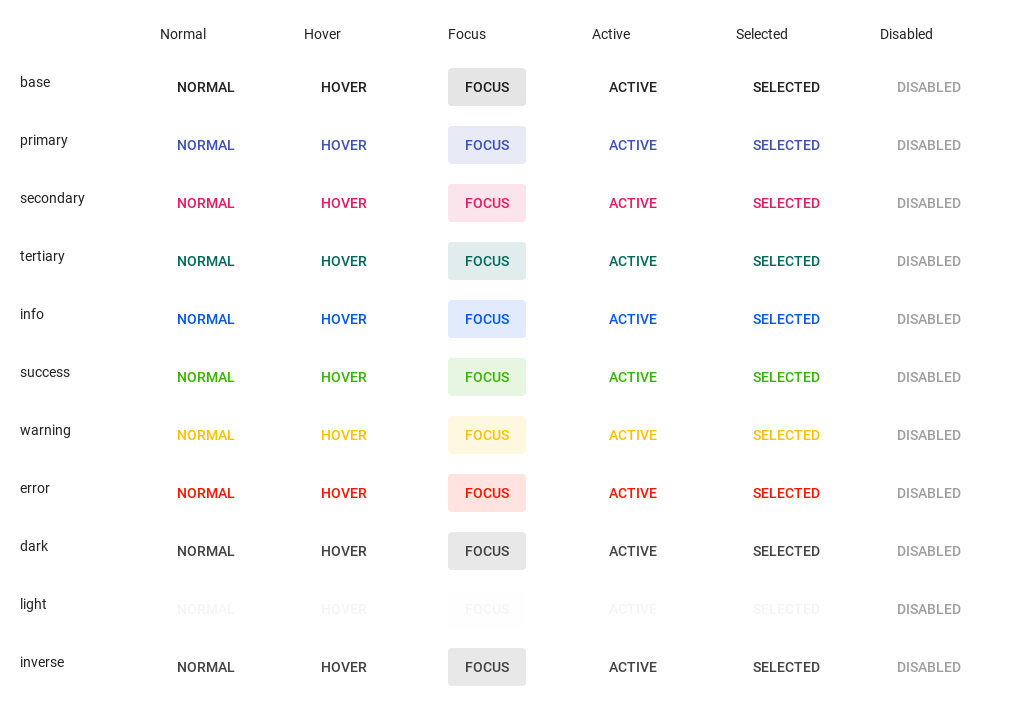 Normal Hover Focus Active Selected Disabled
base NORMAL HOVER FOCUS ACTIVE SELECTED DISABLED
primary NORMAL HOVER FOCUS ACTIVE SELECTED DISABLED
secondary NORMAL HOVER FOCUS ACTIVE SELECTED DISABLED
tertiary NORMAL HOVER FOCUS ACTIVE SELECTED DISABLED
info NORMAL HOVER FOCUS ACTIVE SELECTED DISABLED
success NORMAL HOVER FOCUS ACTIVE SELECTED DISABLED
warning NORMAL HOVER FOCUS ACTIVE SELECTED DISABLED
error NORMAL HOVER FOCUS ACTIVE SELECTED DISABLED
dark NORMAL HOVER FOCUS ACTIVE SELECTED DISABLED
light NORMAL HOVER FOCUS ACTIVE SELECTED DISABLED
inverse NORMAL HOVER FOCUS ACTIVE SELECTED DISABLED